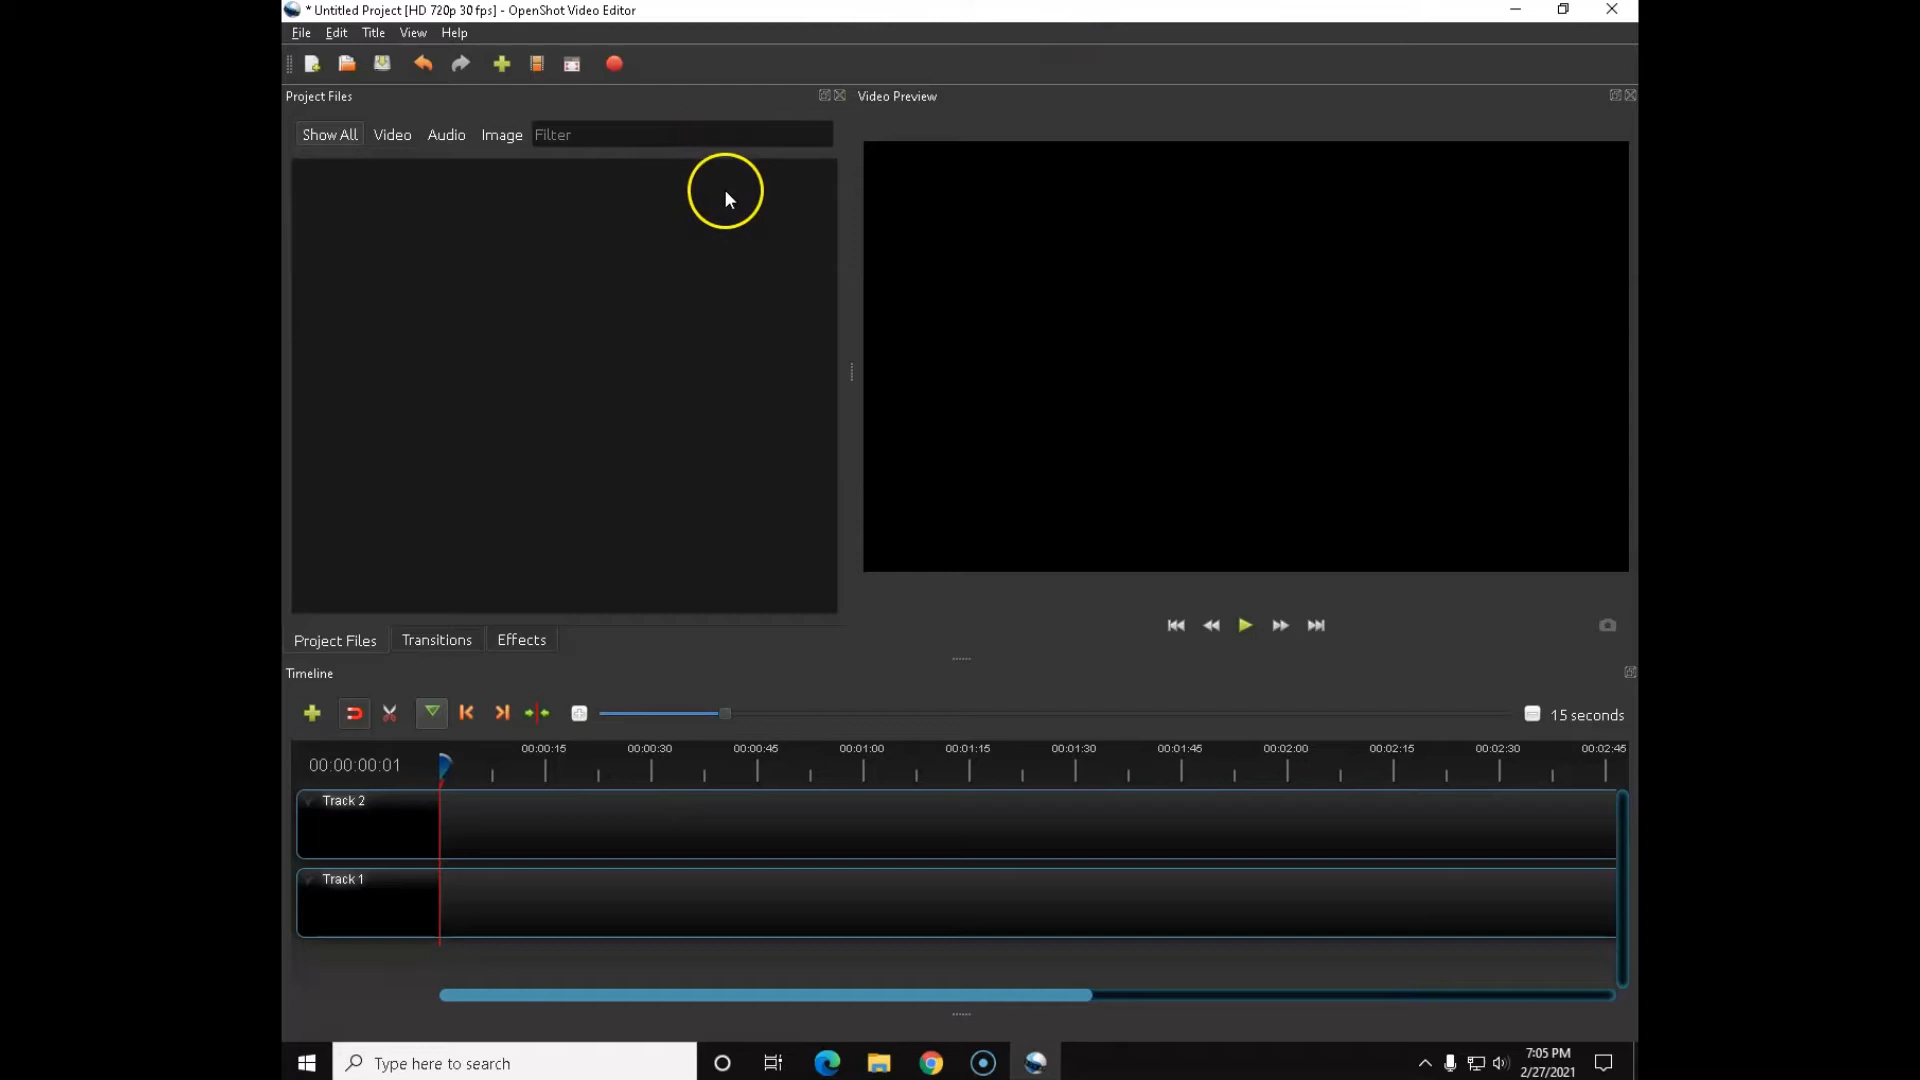 * Untitled Project [HD 720p 30 fps] - OpenShot Video Editor
File Edit Title View Help
Project Files
Video Preview
Show All Video Audio Image Filter
Project Files Transitions Effects
Timeline
15 seconds
00:00:00:01
00:00:15 00:00:30 00:00:45 00:01:00 00:01:15 00:01:30 00:01:45 00:02:00 00:02:15 00:02:30 00:02:45
Track 2
Track 1
Type here to search
7:05 PM
2/27/2021